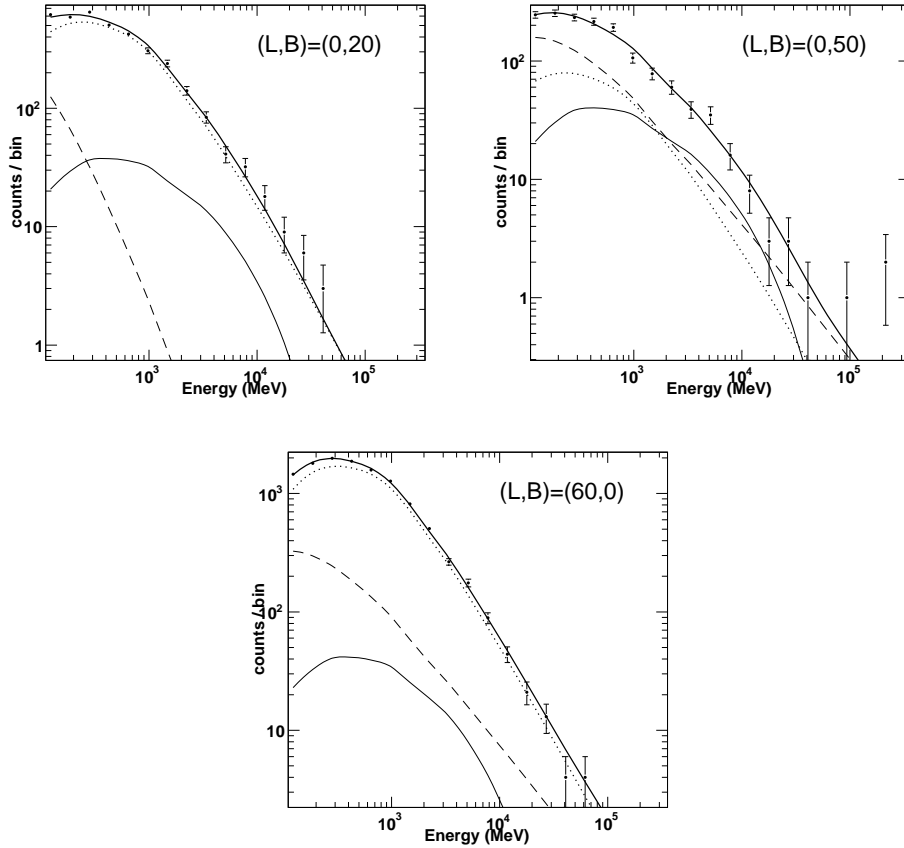 (L,B)=(0,20)
counts / bin
10²
10
1
10³ 10⁴ 10⁵
Energy (MeV)
(L,B)=(0,50)
counts / bin
10²
10
1
10³ 10⁴ 10⁵
Energy (MeV)
(L,B)=(60,0)
counts / bin
10³
10²
10
10³ 10⁴ 10⁵
Energy (MeV)